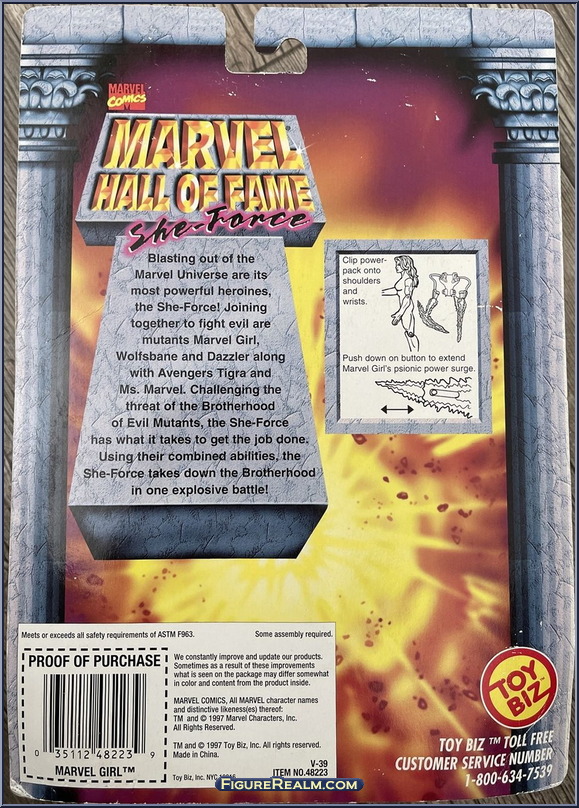 MARVEL
COMICS
MARVEL
HALL OF FAME
She-Force
Blasting out of the
Marvel Universe are its
most powerful heroines,
the She-Force! Joining
together to fight evil are
mutants Marvel Girl,
Wolfsbane and Dazzler along
with Avengers Tigra and
Ms. Marvel. Challenging the
threat of the Brotherhood
of Evil Mutants, the She-Force
has what it takes to get the job done.
Using their combined abilities, the
She-Force takes down the Brotherhood
in one explosive battle!
Clip power-
pack onto
shoulders
and
wrists.
Push down on button to extend
Marvel Girl's psionic power surge.
Meets or exceeds all safety requirements of ASTM F963.
Some assembly required.
PROOF OF PURCHASE
0 35112 48223 9
MARVEL GIRL™
We constantly improve and update our products.
Sometimes as a result of these improvements
what is seen on the package may differ somewhat
in color and content from the product inside.
MARVEL COMICS, All MARVEL character names
and distinctive likeness(es) thereof:
TM and © 1997 Marvel Characters, Inc.
All Rights Reserved.
TM and © 1997 Toy Biz, Inc. All rights reserved.
Made in China.
Toy Biz, Inc. NYC
V-39
ITEM NO.48223
TOY BIZ
TOY BIZ ™ TOLL FREE
CUSTOMER SERVICE NUMBER
1-800-634-7539
FIGUREREALM.COM